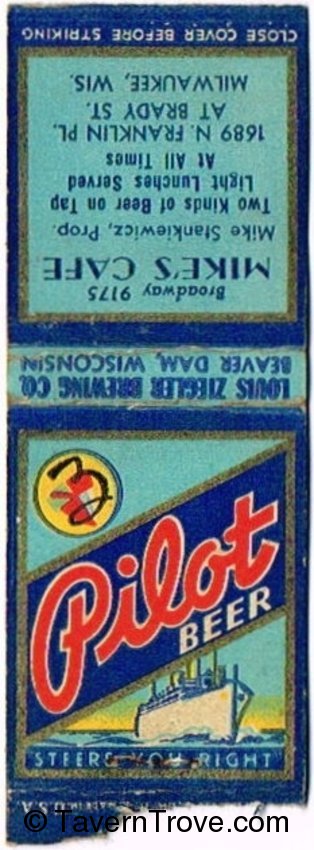 CLOSE COVER BEFORE STRIKING
Broadway 9175
MIKE'S CAFE
Mike Stankiewicz, Prop.
Two Kinds of Beer on Tap
Light Lunches Served
At All Times
1689 N. FRANKLIN PL.
AT BRADY ST.
MILWAUKEE, WIS.
LOUIS ZIEGLER BREWING CO.
BEAVER DAM, WISCONSIN
Pilot
BEER
STEERS YOU RIGHT
© TavernTrove.com